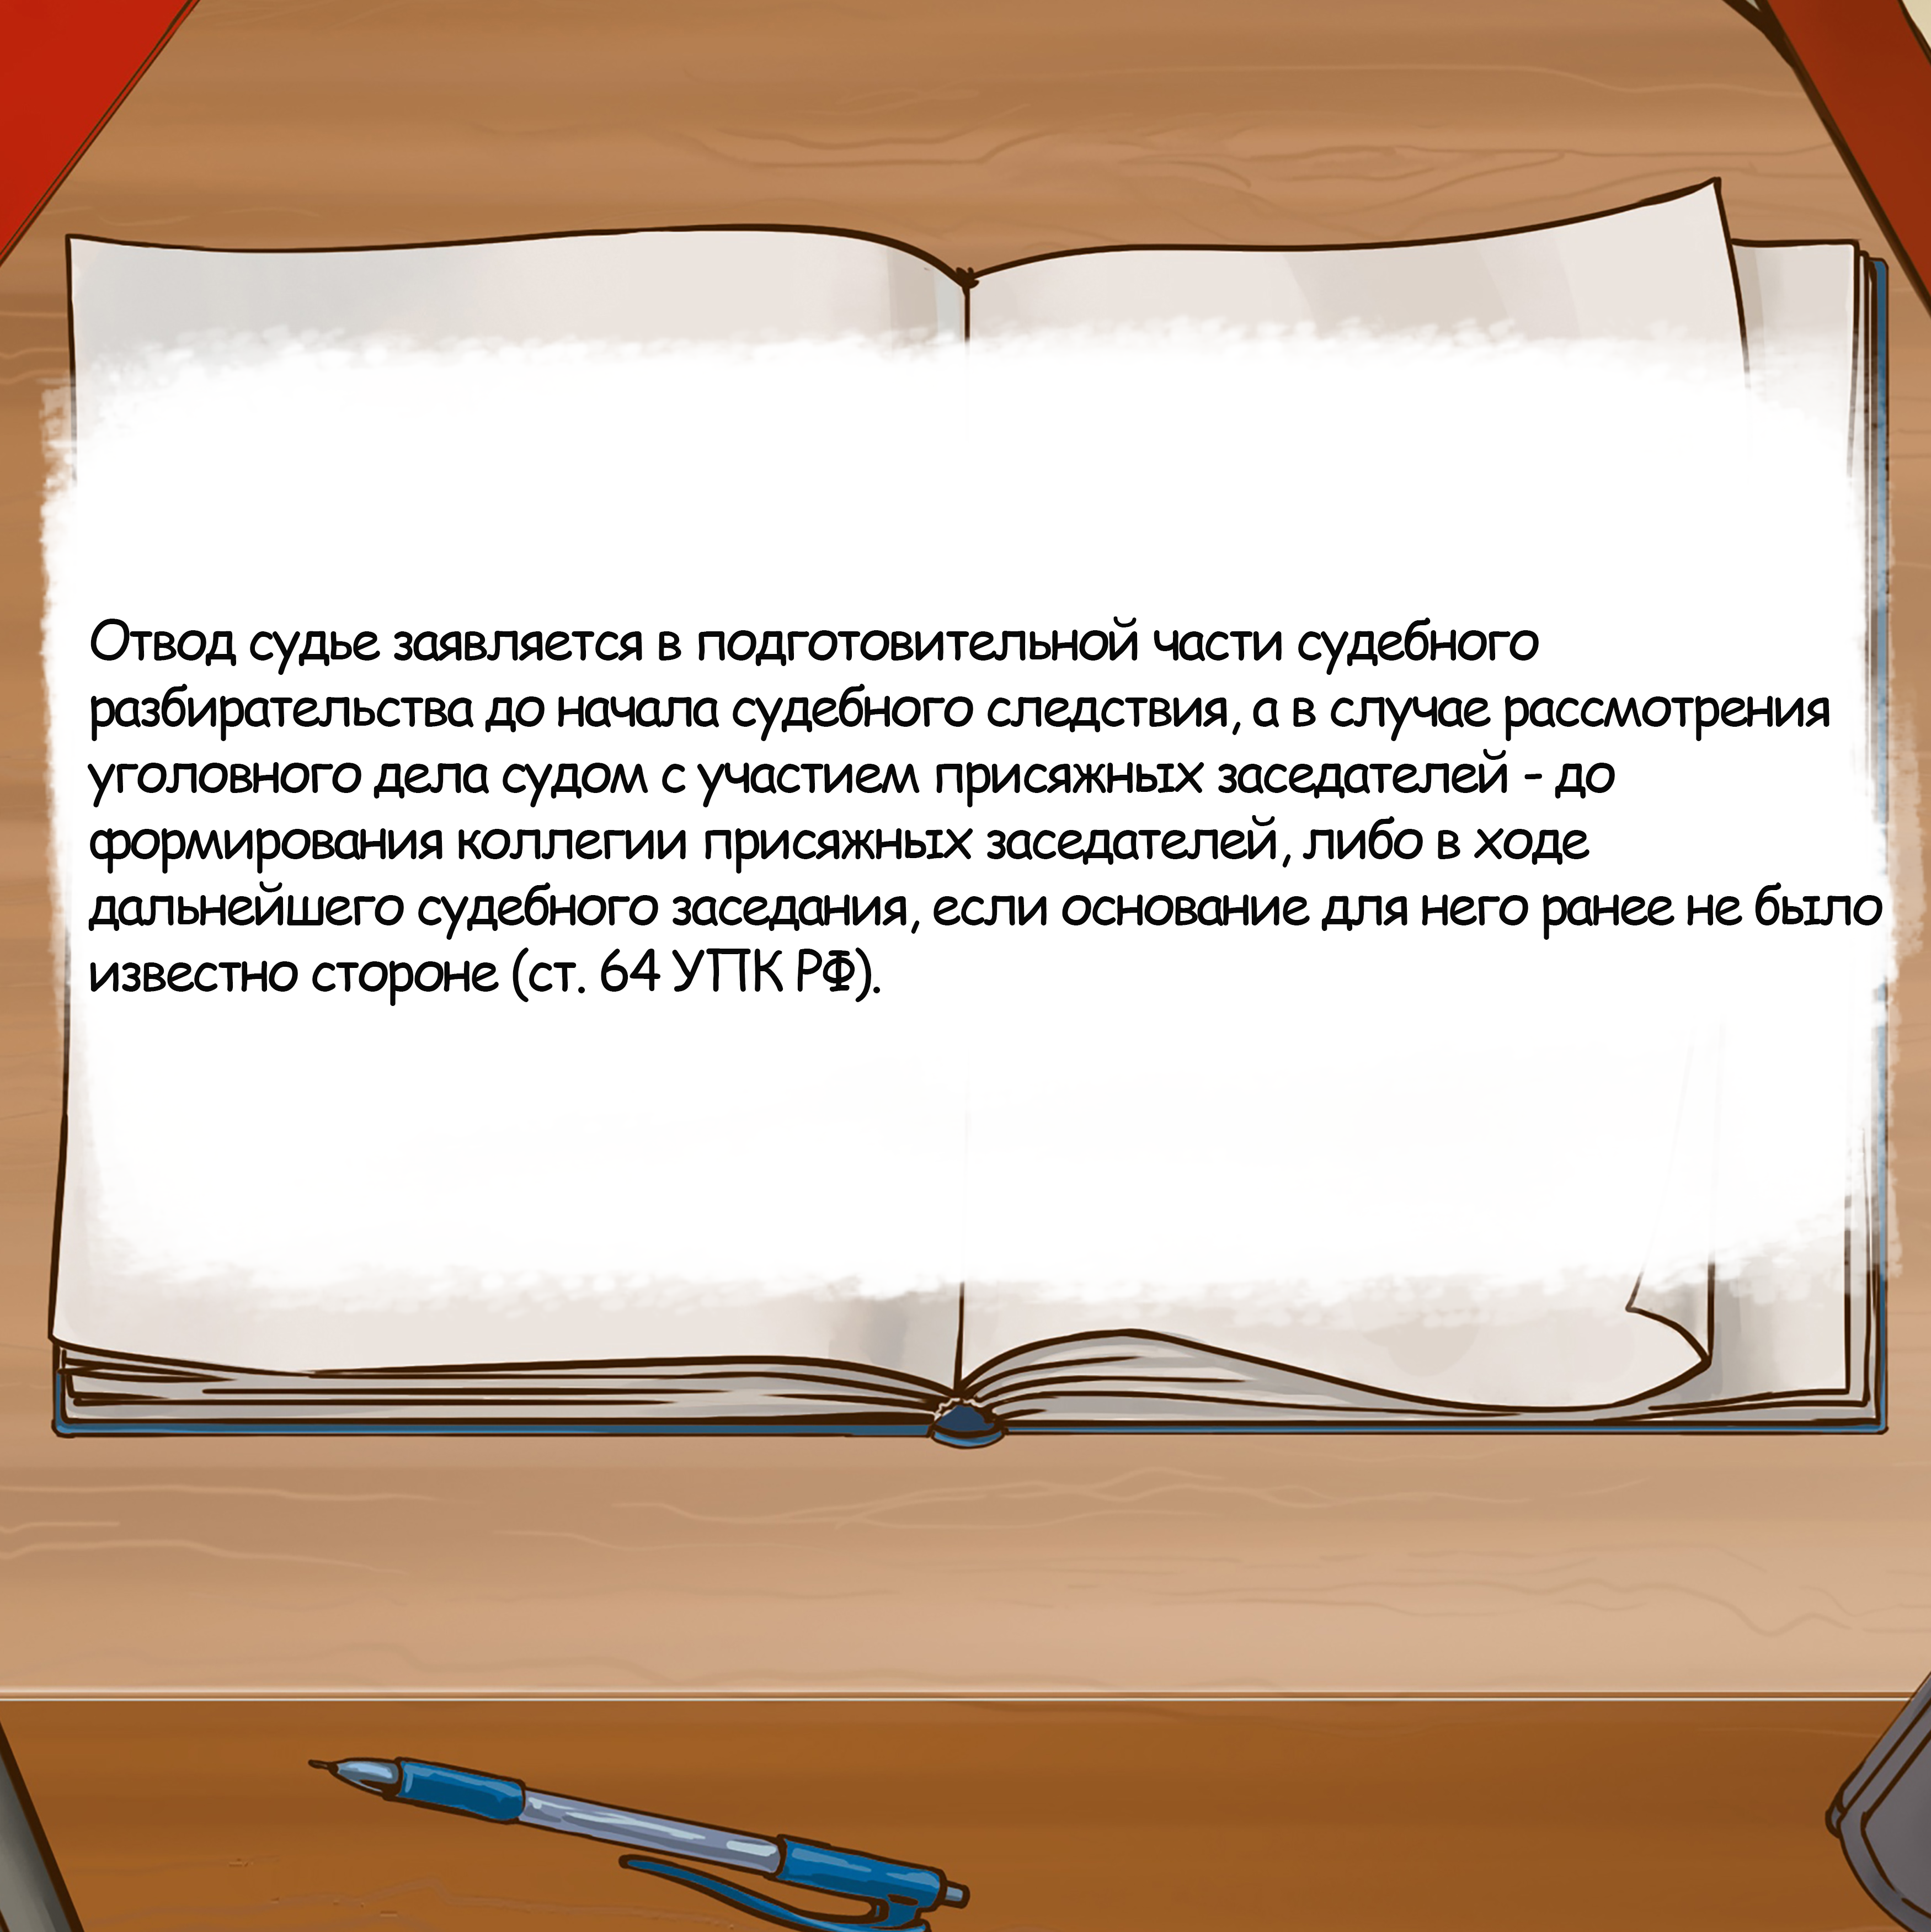 Отвод судье заявляется в подготовительной части судебного
разбирательства до начала судебного следствия, а в случае рассмотрения
уголовного дела судом с участием присяжных заседателей - до
формирования коллегии присяжных заседателей, либо в ходе
дальнейшего судебного заседания, если основание для него ранее не было
известно стороне (ст. 64 УПК РФ).